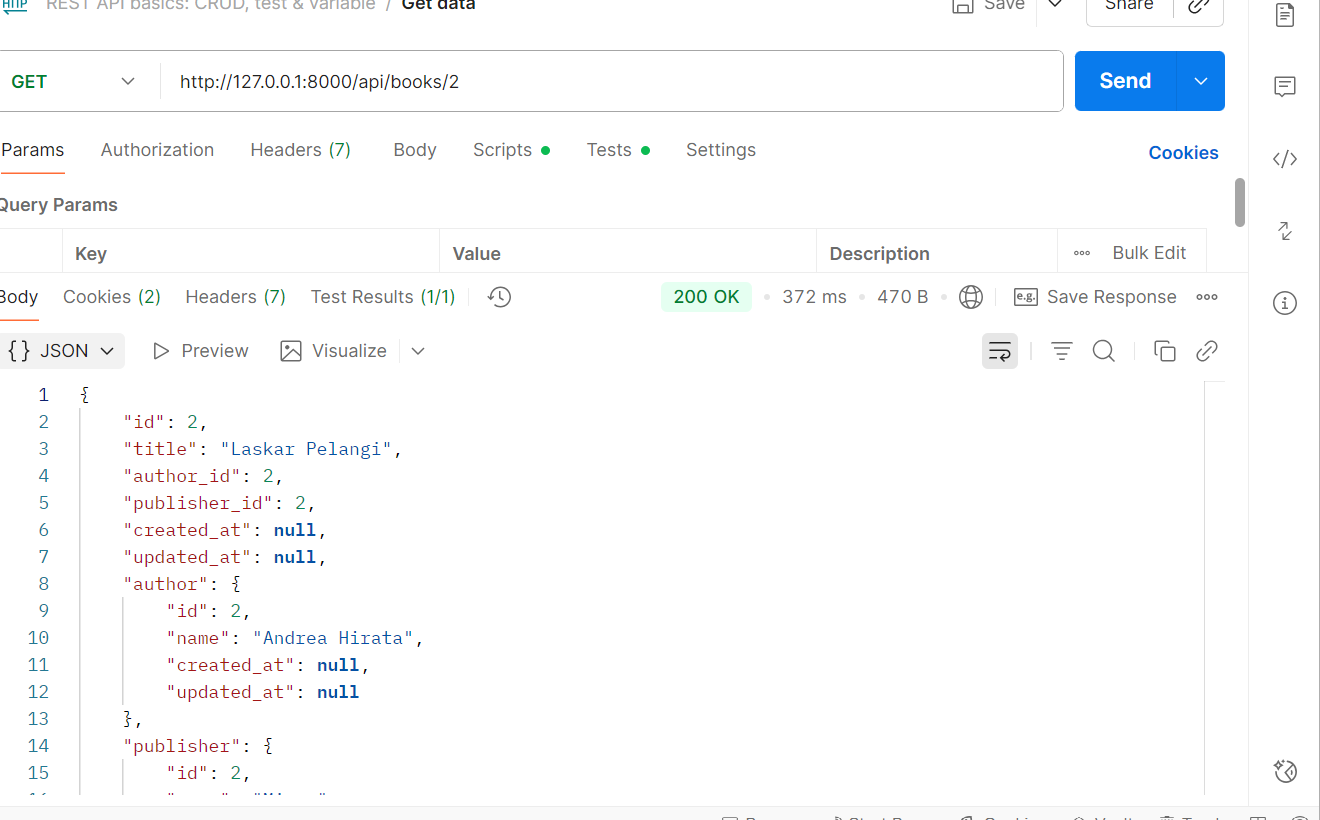 HTTP REST API basics: CRUD, test & variable / Get data Save Share
GET http://127.0.0.1:8000/api/books/2 Send
Params Authorization Headers (7) Body Scripts Tests Settings Cookies
Query Params
Key Value Description Bulk Edit
Body Cookies (2) Headers (7) Test Results (1/1) 200 OK 372 ms 470 B e.g. Save Response
{} JSON Preview Visualize
1 {
2 "id": 2,
3 "title": "Laskar Pelangi",
4 "author_id": 2,
5 "publisher_id": 2,
6 "created_at": null,
7 "updated_at": null,
8 "author": {
9 "id": 2,
10 "name": "Andrea Hirata",
11 "created_at": null,
12 "updated_at": null
13 },
14 "publisher": {
15 "id": 2,